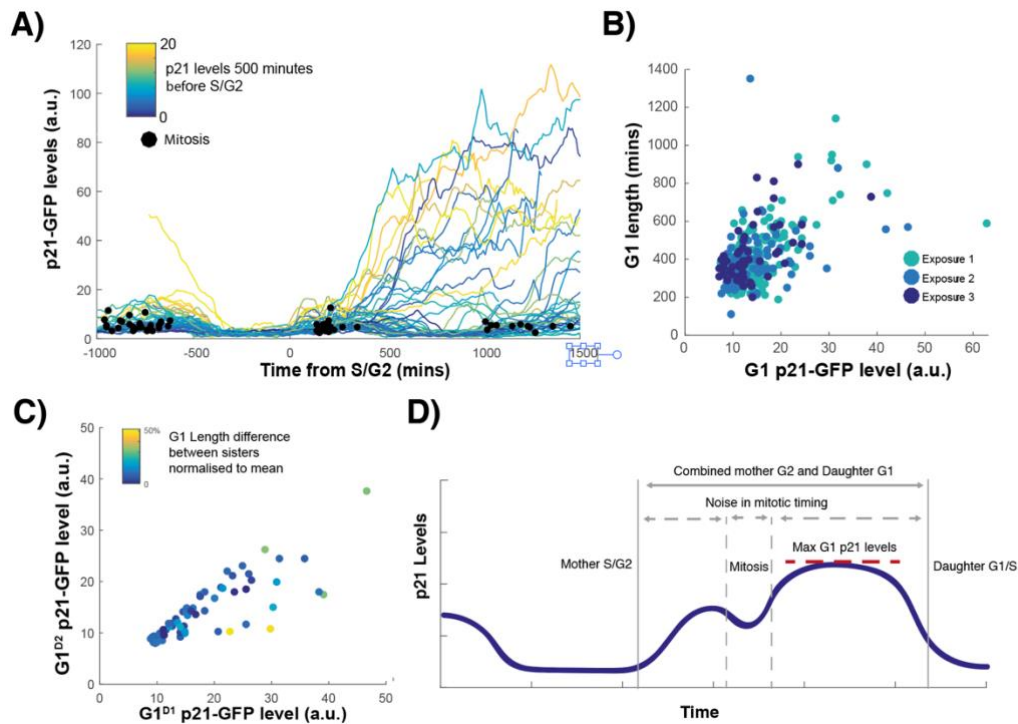 A)
120
100
80
60
40
20
0
p21-GFP levels (a.u.)
20
p21 levels 500 minutes
before S/G2
0
Mitosis
-1000
-500
0
500
1000
1500
Time from S/G2 (mins)
B)
1400
1200
1000
800
600
400
200
0
G1 length (mins)
Exposure 1
Exposure 2
Exposure 3
0
10
20
30
40
50
60
G1 p21-GFP level (a.u.)
C)
50
40
30
20
10
0
G1D2 p21-GFP level (a.u.)
50%
G1 Length difference
between sisters
normalised to mean
0
0
10
20
30
40
50
G1D1 p21-GFP level (a.u.)
D)
p21 Levels
Combined mother G2 and Daughter G1
Noise in mitotic timing
Mother S/G2
Mitosis
Max G1 p21 levels
Daughter G1/S
Time